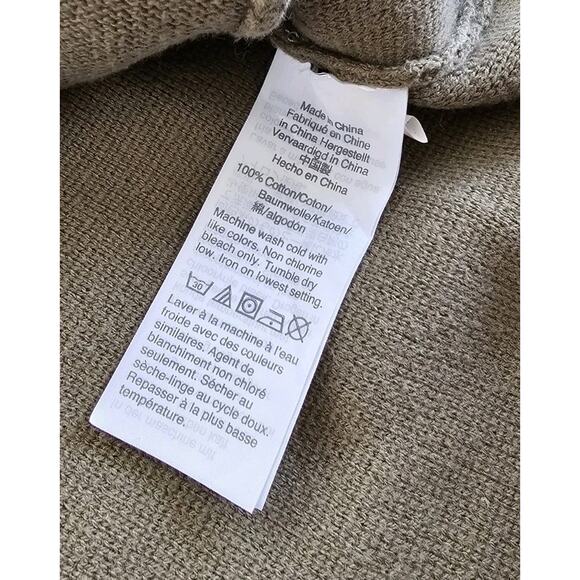 Made in China
Fabriqué en Chine
in China Hergestellt
Vervaardigd in China
中国製
Hecho en China
100% Cotton/Coton/
Baumwolle/Katoen/
綿/algodón
Machine wash cold with
like colors. Non chlorine
bleach only. Tumble dry
low. Iron on lowest setting.
30
Laver à la machine à l'eau
froide avec des couleurs
similaires. Agent de
blanchiment non chloré
seulement. Sécher au
sèche-linge au cycle doux.
Repasser à la plus basse
température.